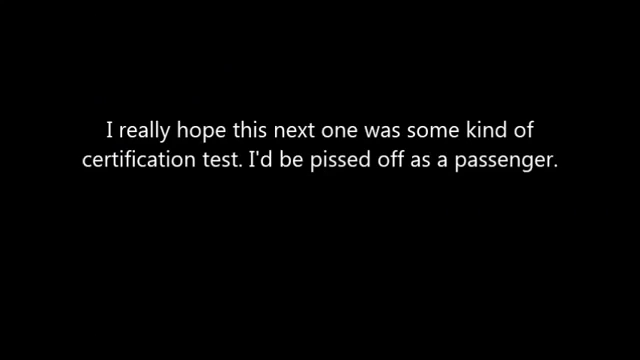 I really hope this next one was some kind of
certification test. I'd be pissed off as a passenger.